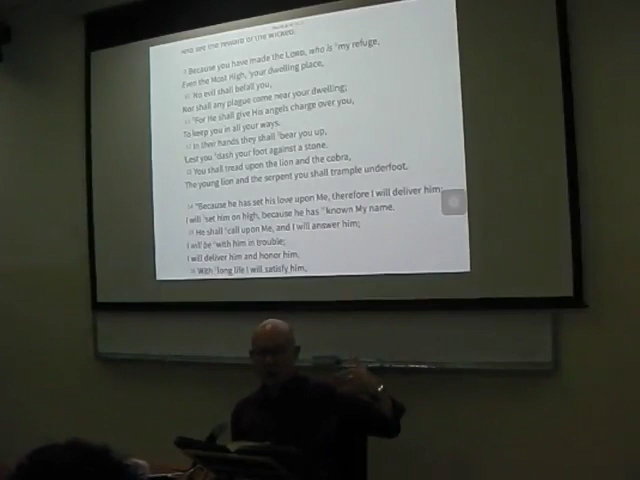 And see the reward of the wicked.
9 Because you have made the LORD, who is my refuge,
Even the Most High, your dwelling place,
10 No evil shall befall you,
Nor shall any plague come near your dwelling;
11 For He shall give His angels charge over you,
To keep you in all your ways.
12 In their hands they shall bear you up,
Lest you dash your foot against a stone.
13 You shall tread upon the lion and the cobra,
The young lion and the serpent you shall trample underfoot.
14 "Because he has set his love upon Me, therefore I will deliver him;
I will set him on high, because he has known My name.
15 He shall call upon Me, and I will answer him;
I will be with him in trouble;
I will deliver him and honor him.
16 With long life I will satisfy him,